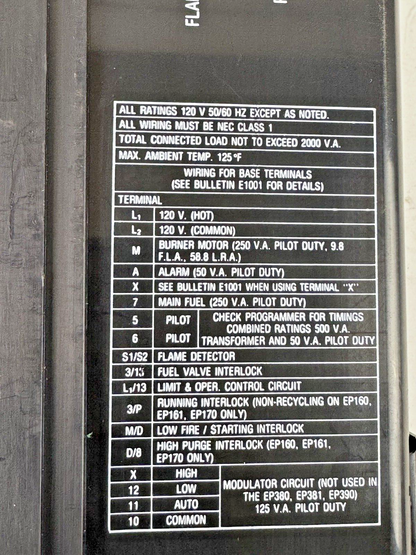 FLA
ALL RATINGS 120 V 50/60 HZ EXCEPT AS NOTED.
ALL WIRING MUST BE NEC CLASS 1
TOTAL CONNECTED LOAD NOT TO EXCEED 2000 V.A.
MAX. AMBIENT TEMP. 125°F
WIRING FOR BASE TERMINALS
(SEE BULLETIN E1001 FOR DETAILS)
TERMINAL
L1 120 V. (HOT)
L2 120 V. (COMMON)
M BURNER MOTOR (250 V.A. PILOT DUTY, 9.8
F.L.A., 58.8 L.R.A.)
A ALARM (50 V.A. PILOT DUTY)
X SEE BULLETIN E1001 WHEN USING TERMINAL "X"
7 MAIN FUEL (250 V.A. PILOT DUTY)
5 PILOT CHECK PROGRAMMER FOR TIMINGS
COMBINED RATINGS 500 V.A.
6 PILOT TRANSFORMER AND 50 V.A. PILOT DUTY
S1/S2 FLAME DETECTOR
3/13 FUEL VALVE INTERLOCK
L1/13 LIMIT & OPER. CONTROL CIRCUIT
3/P RUNNING INTERLOCK (NON-RECYCLING ON EP160,
EP161, EP170 ONLY)
M/D LOW FIRE / STARTING INTERLOCK
D/8 HIGH PURGE INTERLOCK (EP160, EP161,
EP170 ONLY)
X HIGH
12 LOW
11 AUTO
10 COMMON
MODULATOR CIRCUIT (NOT USED IN
THE EP380, EP381, EP390)
125 V.A. PILOT DUTY